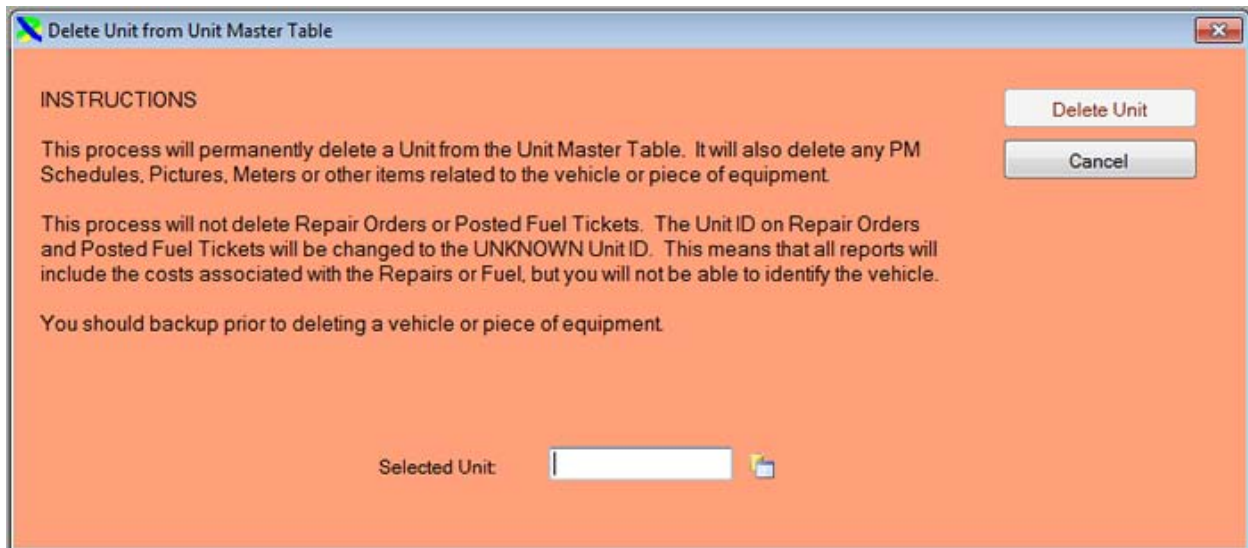 Delete Unit from Unit Master Table
INSTRUCTIONS
Delete Unit
This process will permanently delete a Unit from the Unit Master Table. It will also delete any PM
Schedules, Pictures, Meters or other items related to the vehicle or piece of equipment.
Cancel
This process will not delete Repair Orders or Posted Fuel Tickets. The Unit ID on Repair Orders
and Posted Fuel Tickets will be changed to the UNKNOWN Unit ID. This means that all reports will
include the costs associated with the Repairs or Fuel, but you will not be able to identify the vehicle.
You should backup prior to deleting a vehicle or piece of equipment.
Selected Unit: